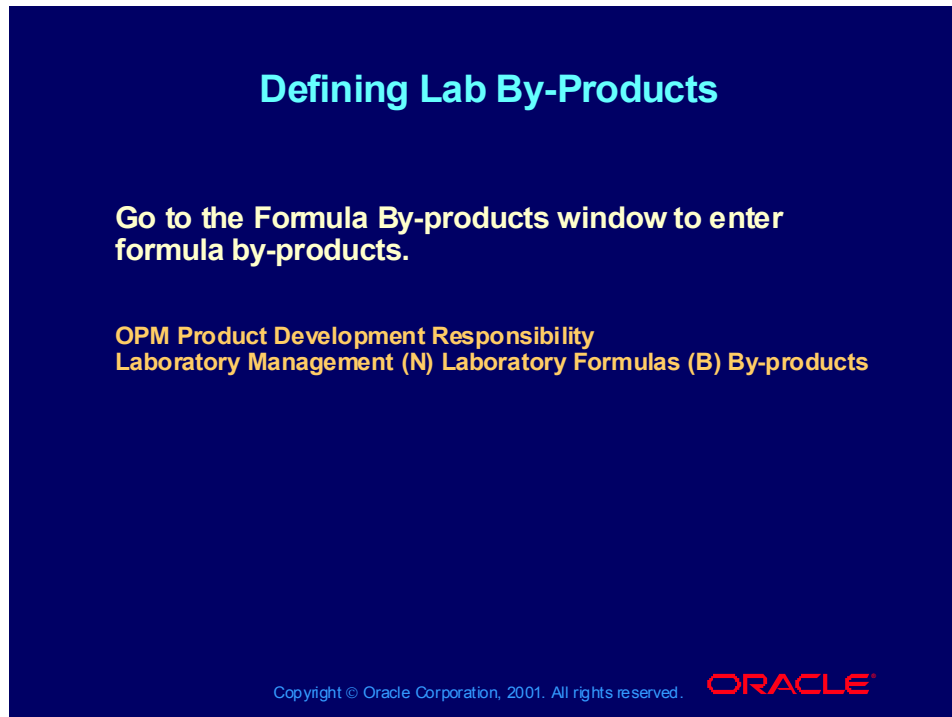 Defining Lab By-Products
Go to the Formula By-products window to enter
formula by-products.
OPM Product Development Responsibility
Laboratory Management (N) Laboratory Formulas (B) By-products
Copyright © Oracle Corporation, 2001. All rights reserved.
ORACLE®